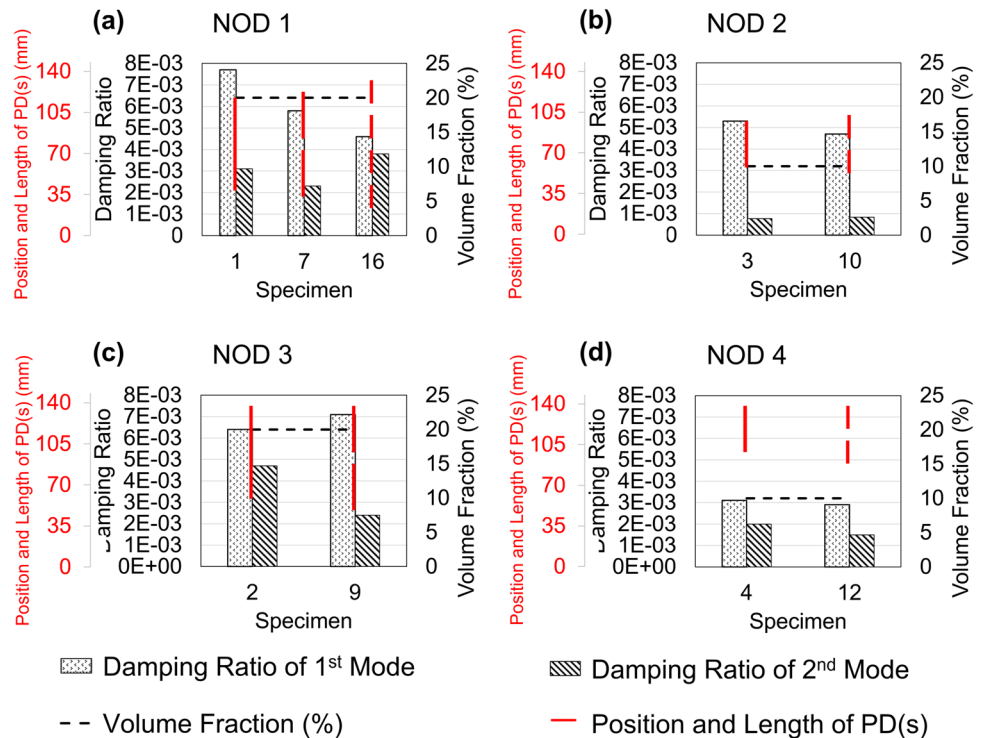 (a) NOD 1
Position and Length of PD(s) (mm)
140
105
70
35
0
Damping Ratio
8E-03
7E-03
6E-03
5E-03
4E-03
3E-03
2E-03
1E-03
0
25
20
15
10
5
0
Volume Fraction (%)
1 7 16
Specimen
(b) NOD 2
Position and Length of PD(s) (mm)
140
105
70
35
0
Damping Ratio
8E-03
7E-03
6E-03
5E-03
4E-03
3E-03
2E-03
1E-03
0
25
20
15
10
5
0
Volume Fraction (%)
3 10
Specimen
(c) NOD 3
Position and Length of PD(s) (mm)
140
105
70
35
0
Damping Ratio
8E-03
7E-03
6E-03
5E-03
4E-03
3E-03
2E-03
1E-03
0E+00
25
20
15
10
5
0
Volume Fraction (%)
2 9
Specimen
(d) NOD 4
Position and Length of PD(s) (mm)
140
105
70
35
0
Damping Ratio
8E-03
7E-03
6E-03
5E-03
4E-03
3E-03
2E-03
1E-03
0E+00
25
20
15
10
5
0
Volume Fraction (%)
4 12
Specimen
Damping Ratio of 1st Mode
Damping Ratio of 2nd Mode
Volume Fraction (%)
Position and Length of PD(s)